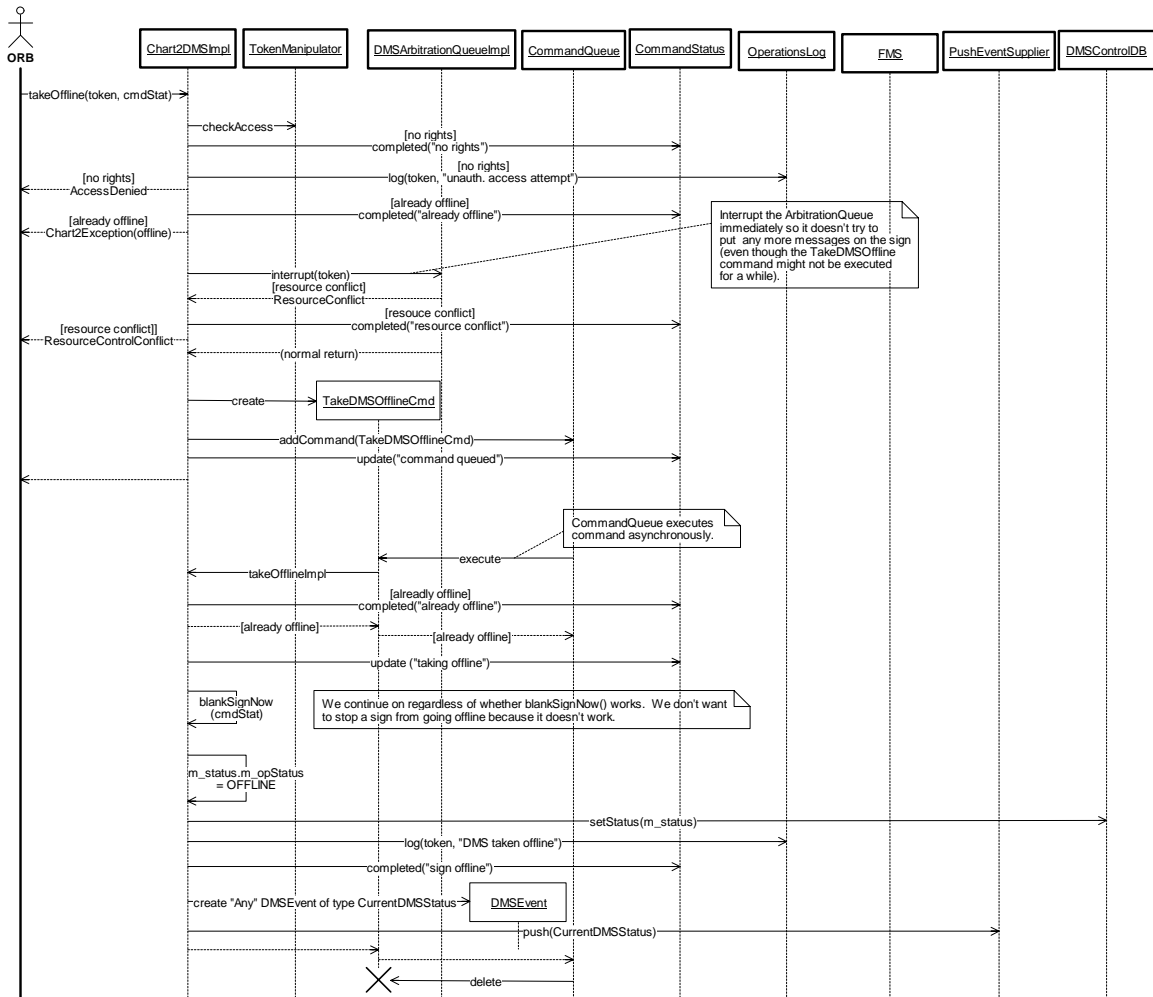 ORB
Chart2DMSImpl
TokenManipulator
DMSArbitrationQueueImpl
CommandQueue
CommandStatus
OperationsLog
FMS
PushEventSupplier
DMSControlDB
takeOffline(token, cmdStat)
checkAccess
[no rights]
completed("no rights")
[no rights]
log(token, "unauth. access attempt")
[no rights]
AccessDenied
[already offline]
completed("already offline")
[already offline]
Chart2Exception(offline)
Interrupt the ArbitrationQueue
immediately so it doesn't try to
put any more messages on the sign
(even though the TakeDMSOffline
command might not be executed
for a while).
interrupt(token)
[resource conflict]
ResourceConflict
[resouce conflict]
completed("resource conflict")
[resource conflict]]
ResourceControlConflict
(normal return)
create
TakeDMSOfflineCmd
addCommand(TakeDMSOfflineCmd)
update("command queued")
CommandQueue executes
command asynchronously.
execute
takeOfflineImpl
[alreadly offline]
completed("already offline")
[already offline]
[already offline]
update ("taking offline")
blankSignNow
(cmdStat)
We continue on regardless of whether blankSignNow() works. We don't want
to stop a sign from going offline because it doesn't work.
m_status.m_opStatus
= OFFLINE
setStatus(m_status)
log(token, "DMS taken offline")
completed("sign offline")
create "Any" DMSEvent of type CurrentDMSStatus
DMSEvent
push(CurrentDMSStatus)
delete